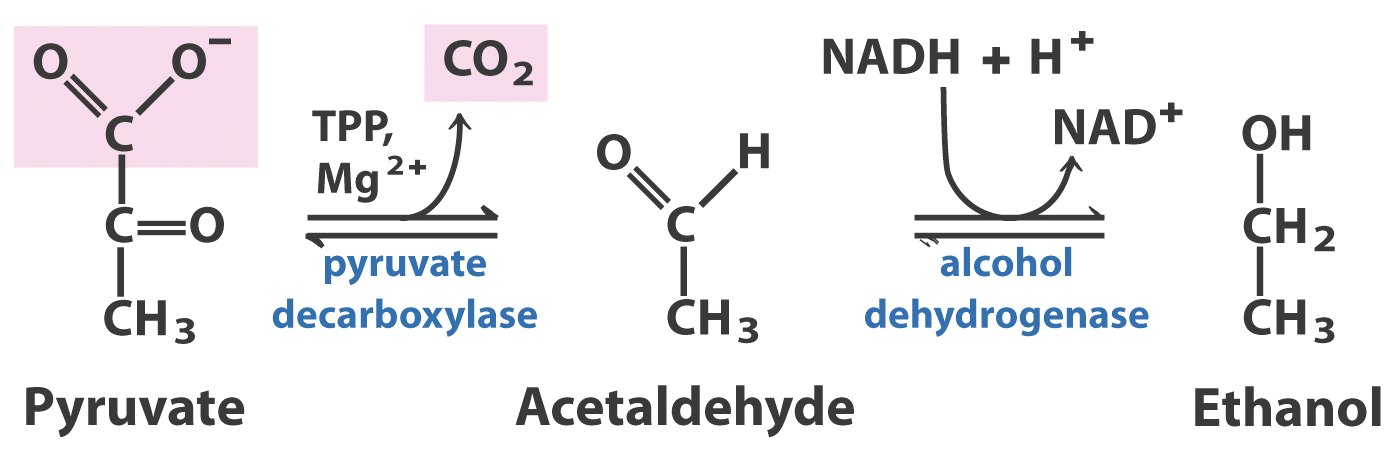 O
O⁻
C
C=O
CH₃
Pyruvate
TPP,
Mg²⁺
CO₂
pyruvate
decarboxylase
O
H
C
CH₃
Acetaldehyde
NADH + H⁺
NAD⁺
alcohol
dehydrogenase
OH
CH₂
CH₃
Ethanol